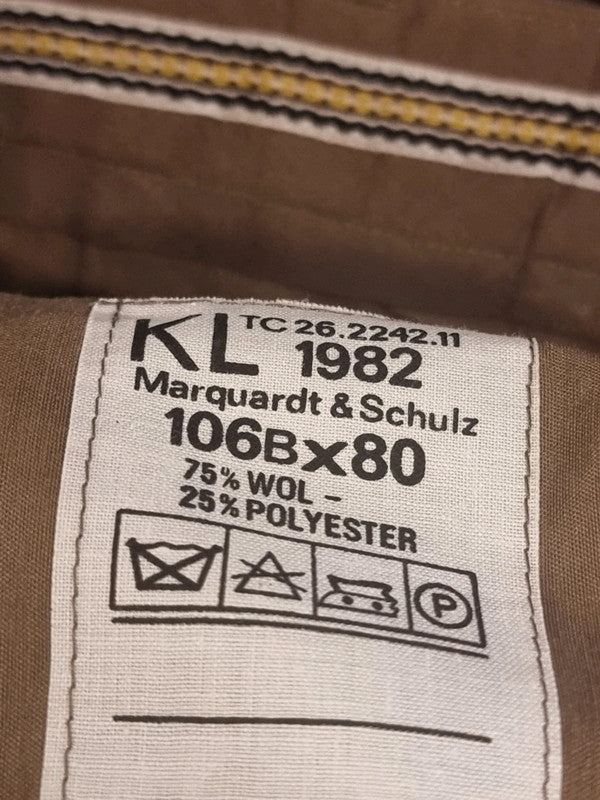 KL TC 26.2242.11
1982
Marquardt & Schulz
106B x 80
75% WOL -
25% POLYESTER
P